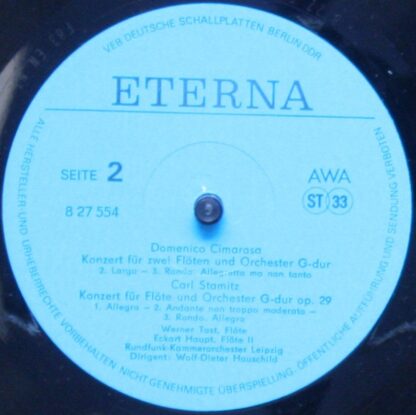 VEB DEUTSCHE SCHALLPLATTEN BERLIN DDR
ETERNA
SEITE 2
AWA
8 27 554
ST 33
Domenico Cimarosa
Konzert für zwei Flöten und Orchester G-dur
2. Largo – 3. Rondo. Allegretto ma non tanto
Carl Stamitz
Konzert für Flöte und Orchester G-dur op. 29
1. Allegro – 2. Andante non troppo moderato –
3. Rondo. Allegro
Werner Tast, Flöte
Eckart Haupt, Flöte II
Rundfunk-Kammerorchester Leipzig
Dirigent: Wolf-Dieter Hauschild
ALLE HERSTELLER- UND URHEBERRECHTE VORBEHALTEN NICHT GENEHMIGTE ÜBERSPIELUNG, ÖFFENTLICHE AUFFÜHRUNG UND SENDUNG VERBOTEN